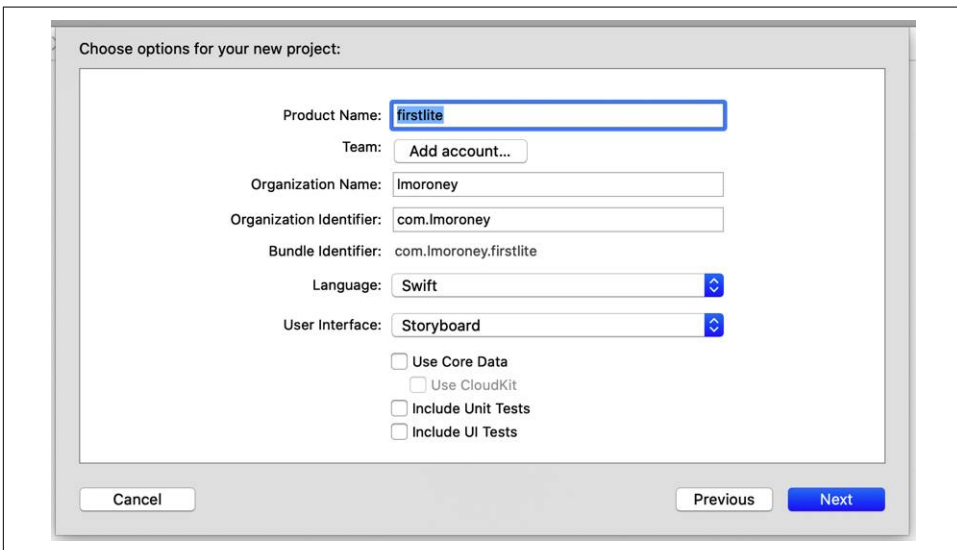 Choose options for your new project:
Product Name: firstlite
Team: Add account...
Organization Name: lmoroney
Organization Identifier: com.lmoroney
Bundle Identifier: com.lmoroney.firstlite
Language: Swift
User Interface: Storyboard
Use Core Data
Use CloudKit
Include Unit Tests
Include UI Tests
Cancel Previous Next